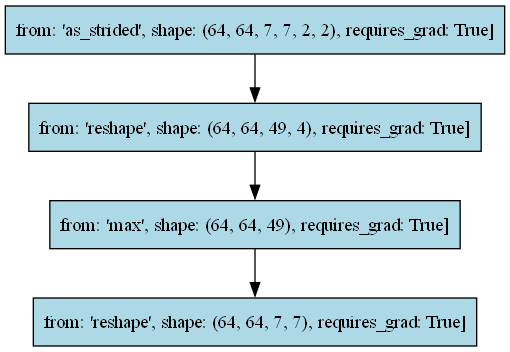 from: 'as_strided', shape: (64, 64, 7, 7, 2, 2), requires_grad: True]
from: 'reshape', shape: (64, 64, 49, 4), requires_grad: True]
from: 'max', shape: (64, 64, 49), requires_grad: True]
from: 'reshape', shape: (64, 64, 7, 7), requires_grad: True]